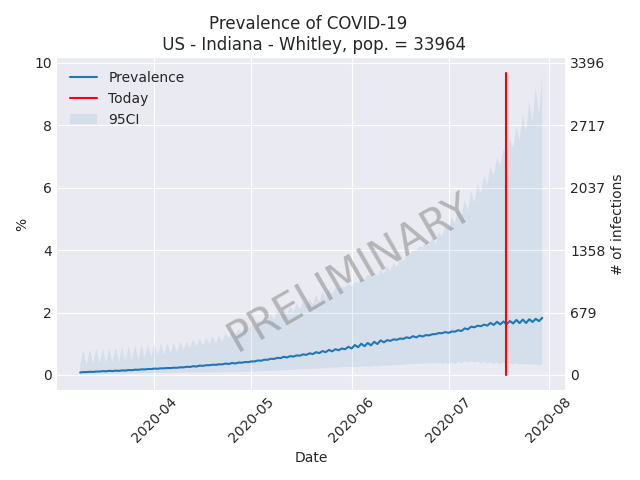 Prevalence of COVID-19
US - Indiana - Whitley, pop. = 33964
10
8
6
4
2
0
3396
2717
2037
1358
679
0
%
# of infections
Prevalence
Today
95CI
PRELIMINARY
2020-04
2020-05
2020-06
2020-07
2020-08
Date